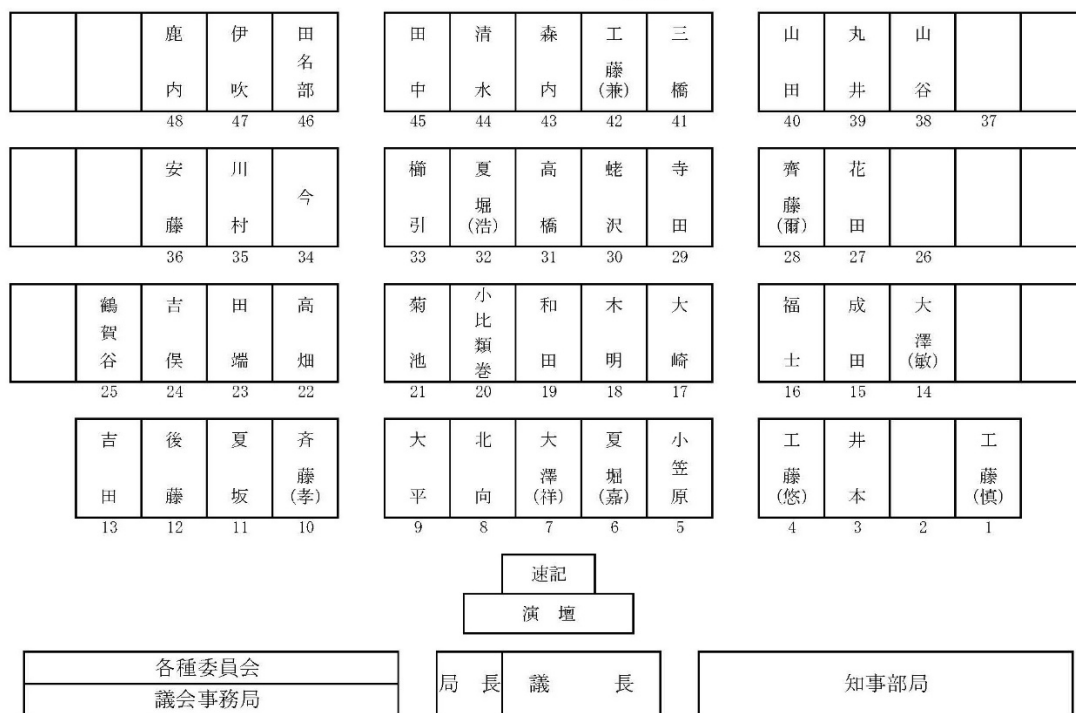 鹿内 伊吹 田名部 田中 清水 森内 工藤(兼) 三橋 山田 丸井 山谷
48 47 46 45 44 43 42 41 40 39 38 37
安藤 川村 今 櫛引 夏堀(浩) 高橋 蛯沢 寺田 齊藤(爾) 花田
36 35 34 33 32 31 30 29 28 27 26
鶴賀谷 吉俣 田端 高畑 菊池 小比類巻 和田 木明 大崎 福士 成田 大澤(敏)
25 24 23 22 21 20 19 18 17 16 15 14
吉田 後藤 夏坂 斉藤(孝) 大平 北向 大澤(祥) 夏堀(嘉) 小笠原 工藤(悠) 井本 工藤(慎)
13 12 11 10 9 8 7 6 5 4 3 2 1
速記
演壇
各種委員会
議会事務局
局長 議長
知事部局